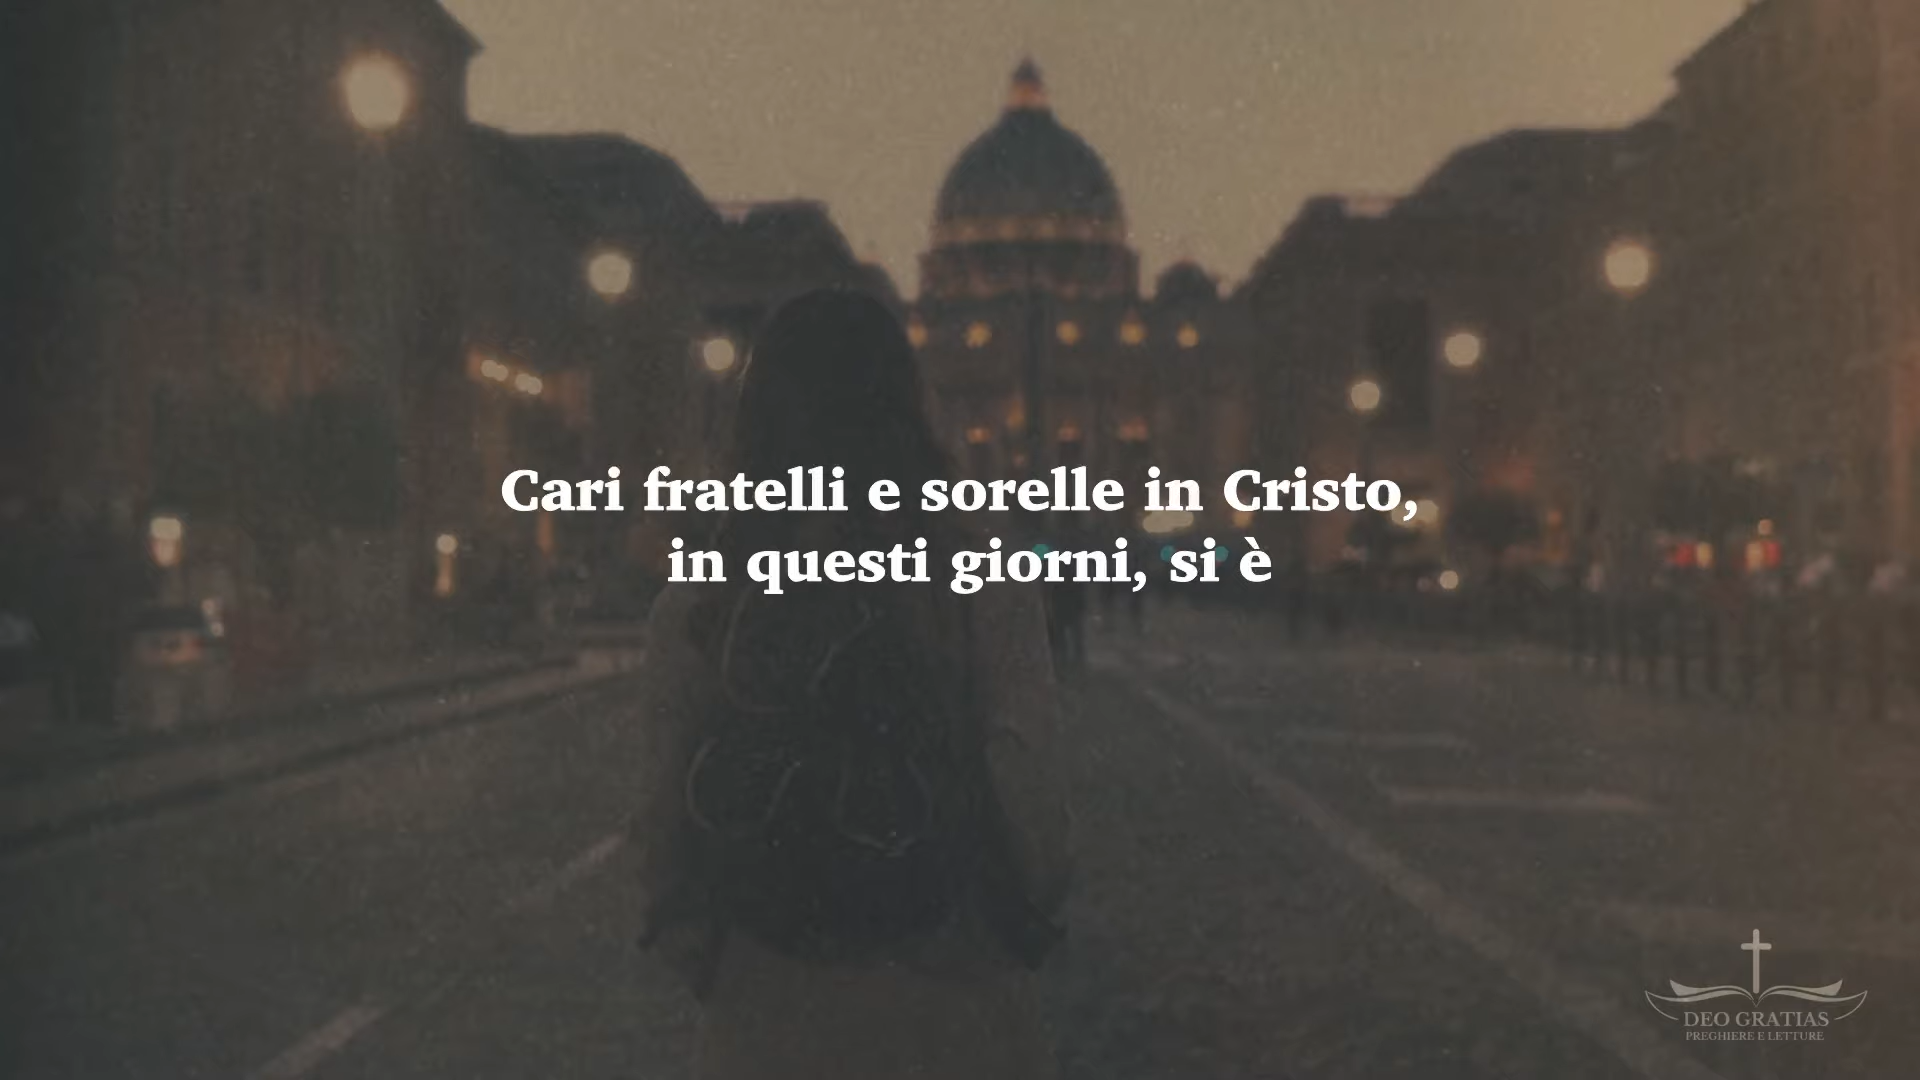 Cari fratelli e sorelle in Cristo,
in questi giorni, si è
DEO GRATIAS
PREGHIERE E LETTURE